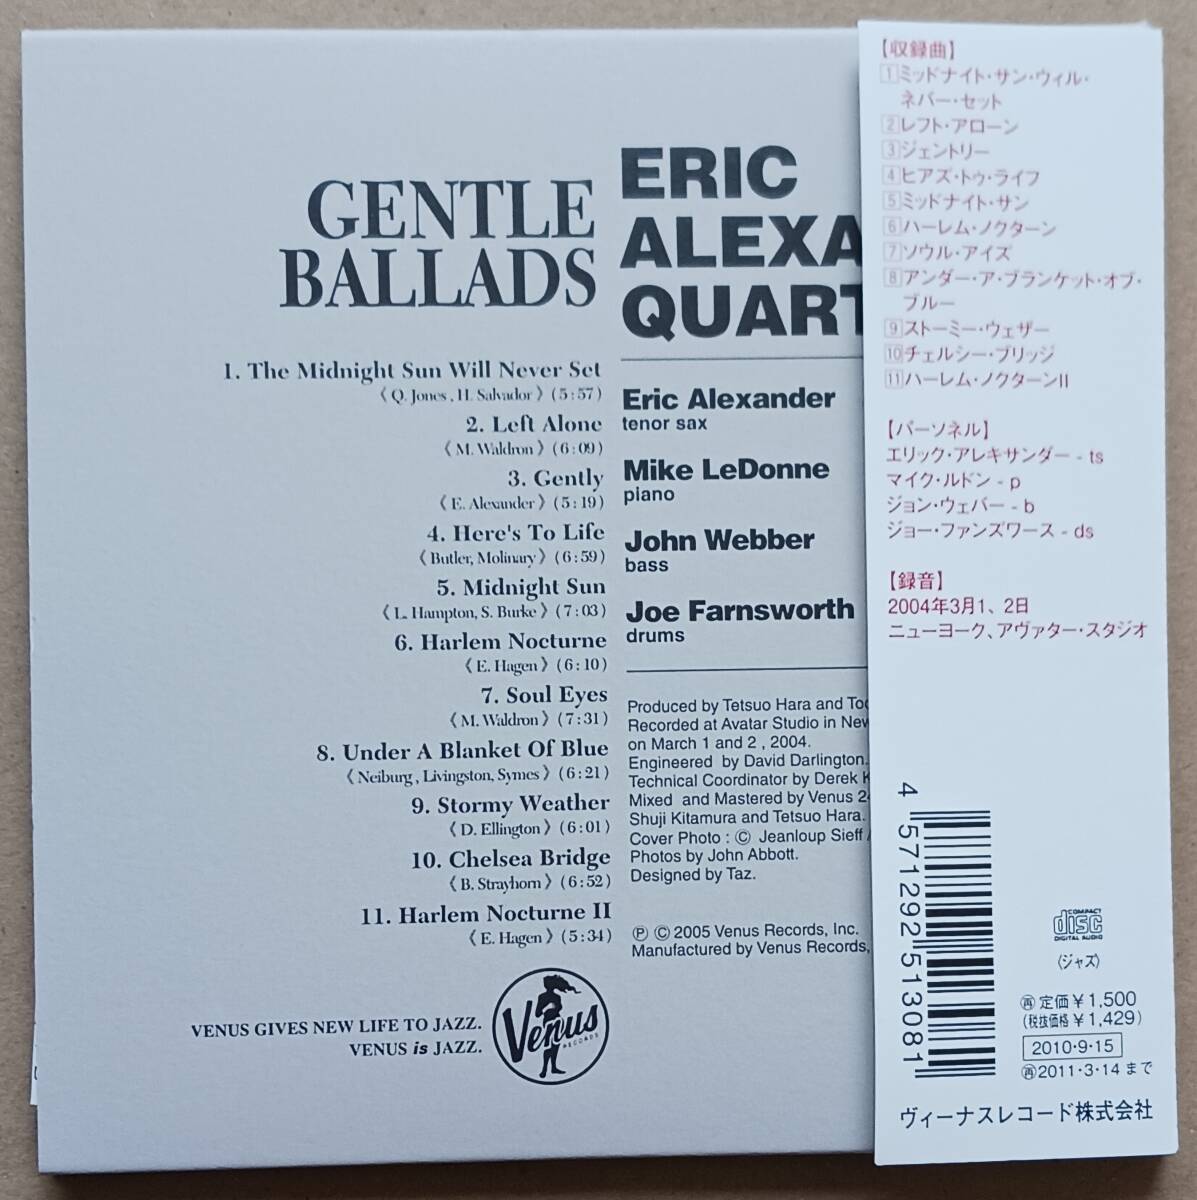 GENTLE
BALLADS
1. The Midnight Sun Will Never Set
《 Q. Jones, H. Salvador 》 (5:57)
2. Left Alone
《 M. Waldron 》 (6:09)
3. Gently
《 E. Alexander 》 (5:19)
4. Here's To Life
《 Butler, Molinary 》 (6:59)
5. Midnight Sun
《 L. Hampton, S. Burke 》 (7:03)
6. Harlem Nocturne
《 E. Hagen 》 (6:10)
7. Soul Eyes
《 M. Waldron 》 (7:31)
8. Under A Blanket Of Blue
《 Neiburg, Livingston, Symes 》 (6:21)
9. Stormy Weather
《 D. Ellington 》 (6:01)
10. Chelsea Bridge
《 B. Strayhorn 》 (6:52)
11. Harlem Nocturne II
《 E. Hagen 》 (5:34)
VENUS GIVES NEW LIFE TO JAZZ.
VENUS is JAZZ.
Venus
RECORDS
ERIC
ALEXA
QUART
Eric Alexander
tenor sax
Mike LeDonne
piano
John Webber
bass
Joe Farnsworth
drums
Produced by Tetsuo Hara and
Recorded at Avatar Studio in New
on March 1 and 2 , 2004.
Engineered by David Darlington.
Technical Coordinator by Derek
Mixed and Mastered by Venus
Shuji Kitamura and Tetsuo Hara.
Cover Photo : © Jeanloup Sieff
Photos by John Abbott.
Designed by Taz.
℗ © 2005 Venus Records, Inc.
Manufactured by Venus Records,
【収録曲】
1 ミッドナイト・サン・ウィル・
ネバー・セット
2 レフト・アローン
3 ジェントリー
4 ヒアズ・トゥ・ライフ
5 ミッドナイト・サン
6 ハーレム・ノクターン
7 ソウル・アイズ
8 アンダー・ア・ブランケット・オブ・
ブルー
9 ストーミー・ウェザー
10 チェルシー・ブリッジ
11 ハーレム・ノクターンII
【パーソネル】
エリック・アレキサンダー - ts
マイク・ルドン - p
ジョン・ウェバー - b
ジョー・ファンズワース - ds
【録音】
2004年3月1、2日
ニューヨーク、アヴァター・スタジオ
4 571292 513081
COMPACT
disc
DIGITAL AUDIO
〈ジャズ〉
㊢定価￥1,500
(税抜価格￥1,429)
2010・9・15
㊢2011・3・14まで
ヴィーナスレコード株式会社